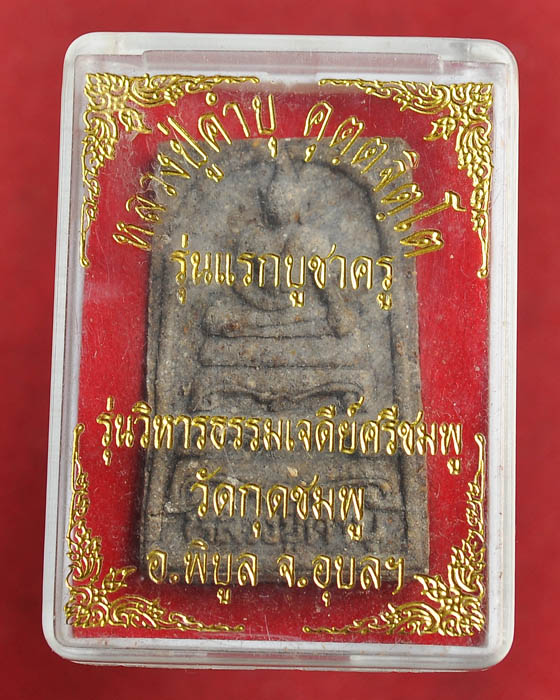 หลวงปู่คำบุ คุตฺตจิตฺโต
รุ่นแรกบูชาครู
รุ่นวิหารธรรมเจดีย์ศรีชมพู
วัดกุดชมพู
อ.พิบูล จ.อุบลฯ